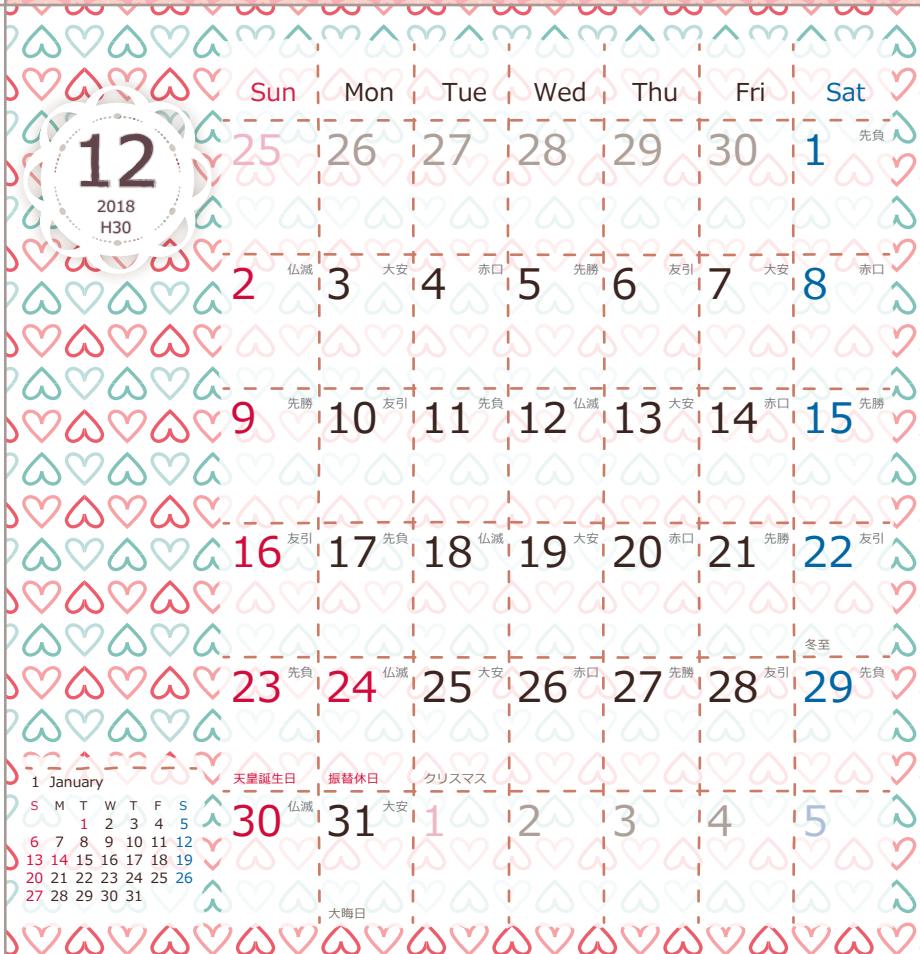 12
2018
H30
Sun Mon Tue Wed Thu Fri Sat
25 26 27 28 29 30 1 先負
2 仏滅 3 大安 4 赤口 5 先勝 6 友引 7 大安 8 赤口
9 先勝 10 友引 11 先負 12 仏滅 13 大安 14 赤口 15 先勝
16 友引 17 先負 18 仏滅 19 大安 20 赤口 21 先勝 22 友引
冬至
23 先負 24 仏滅 25 大安 26 赤口 27 先勝 28 友引 29 先負
天皇誕生日 振替休日 クリスマス
30 仏滅 31 大安 1 2 3 4 5
大晦日
1 January
S M T W T F S
1 2 3 4 5
6 7 8 9 10 11 12
13 14 15 16 17 18 19
20 21 22 23 24 25 26
27 28 29 30 31